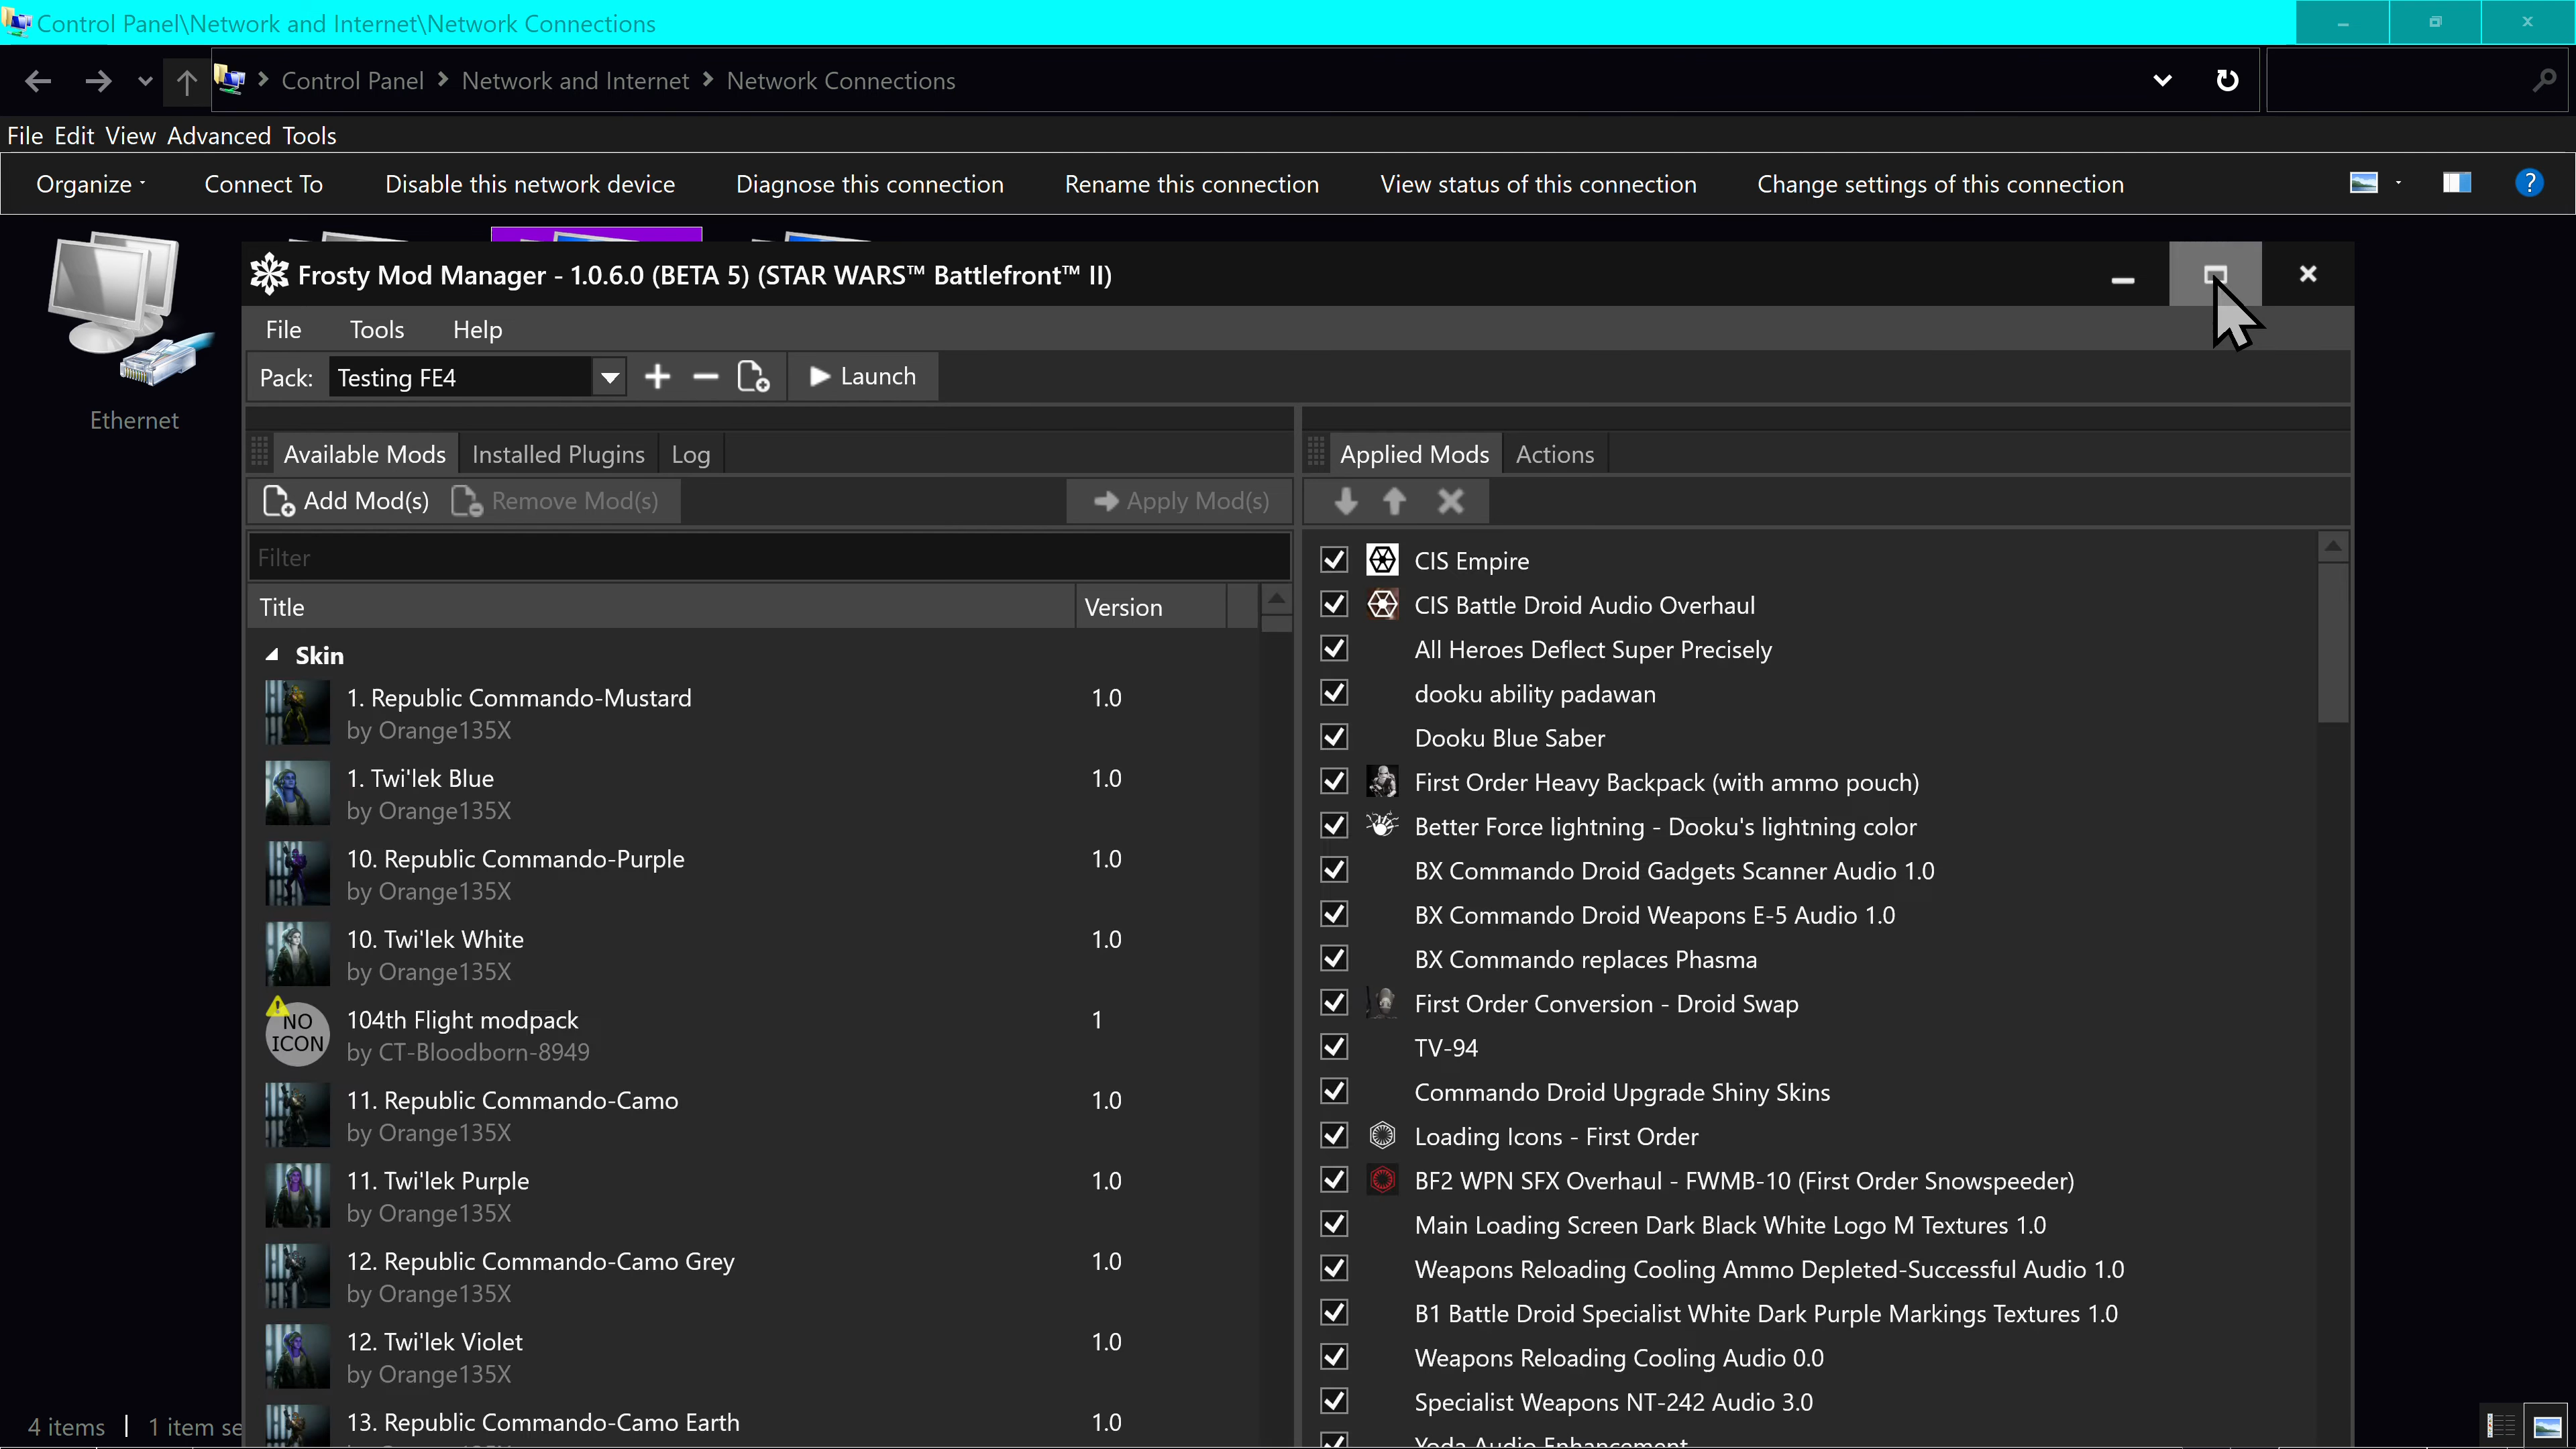 Control Panel\Network and Internet\Network Connections
Control Panel > Network and Internet > Network Connections
File Edit View Advanced Tools
Organize Connect To Disable this network device Diagnose this connection Rename this connection View status of this connection Change settings of this connection
Ethernet
Frosty Mod Manager - 1.0.6.0 (BETA 5) (STAR WARS™ Battlefront™ II)
File Tools Help
Pack: Testing FE4 Launch
Available Mods Installed Plugins Log
Add Mod(s) Remove Mod(s) Apply Mod(s)
Filter
Title Version
Skin
1. Republic Commando-Mustard 1.0
by Orange135X
1. Twi'lek Blue 1.0
by Orange135X
10. Republic Commando-Purple 1.0
by Orange135X
10. Twi'lek White 1.0
by Orange135X
NO ICON
104th Flight modpack 1
by CT-Bloodborn-8949
11. Republic Commando-Camo 1.0
by Orange135X
11. Twi'lek Purple 1.0
by Orange135X
12. Republic Commando-Camo Grey 1.0
by Orange135X
12. Twi'lek Violet 1.0
by Orange135X
13. Republic Commando-Camo Earth 1.0
Applied Mods Actions
CIS Empire
CIS Battle Droid Audio Overhaul
All Heroes Deflect Super Precisely
dooku ability padawan
Dooku Blue Saber
First Order Heavy Backpack (with ammo pouch)
Better Force lightning - Dooku's lightning color
BX Commando Droid Gadgets Scanner Audio 1.0
BX Commando Droid Weapons E-5 Audio 1.0
BX Commando replaces Phasma
First Order Conversion - Droid Swap
TV-94
Commando Droid Upgrade Shiny Skins
Loading Icons - First Order
BF2 WPN SFX Overhaul - FWMB-10 (First Order Snowspeeder)
Main Loading Screen Dark Black White Logo M Textures 1.0
Weapons Reloading Cooling Ammo Depleted-Successful Audio 1.0
B1 Battle Droid Specialist White Dark Purple Markings Textures 1.0
Weapons Reloading Cooling Audio 0.0
Specialist Weapons NT-242 Audio 3.0
Yoda Audio Enhancement
4 items 1 item se